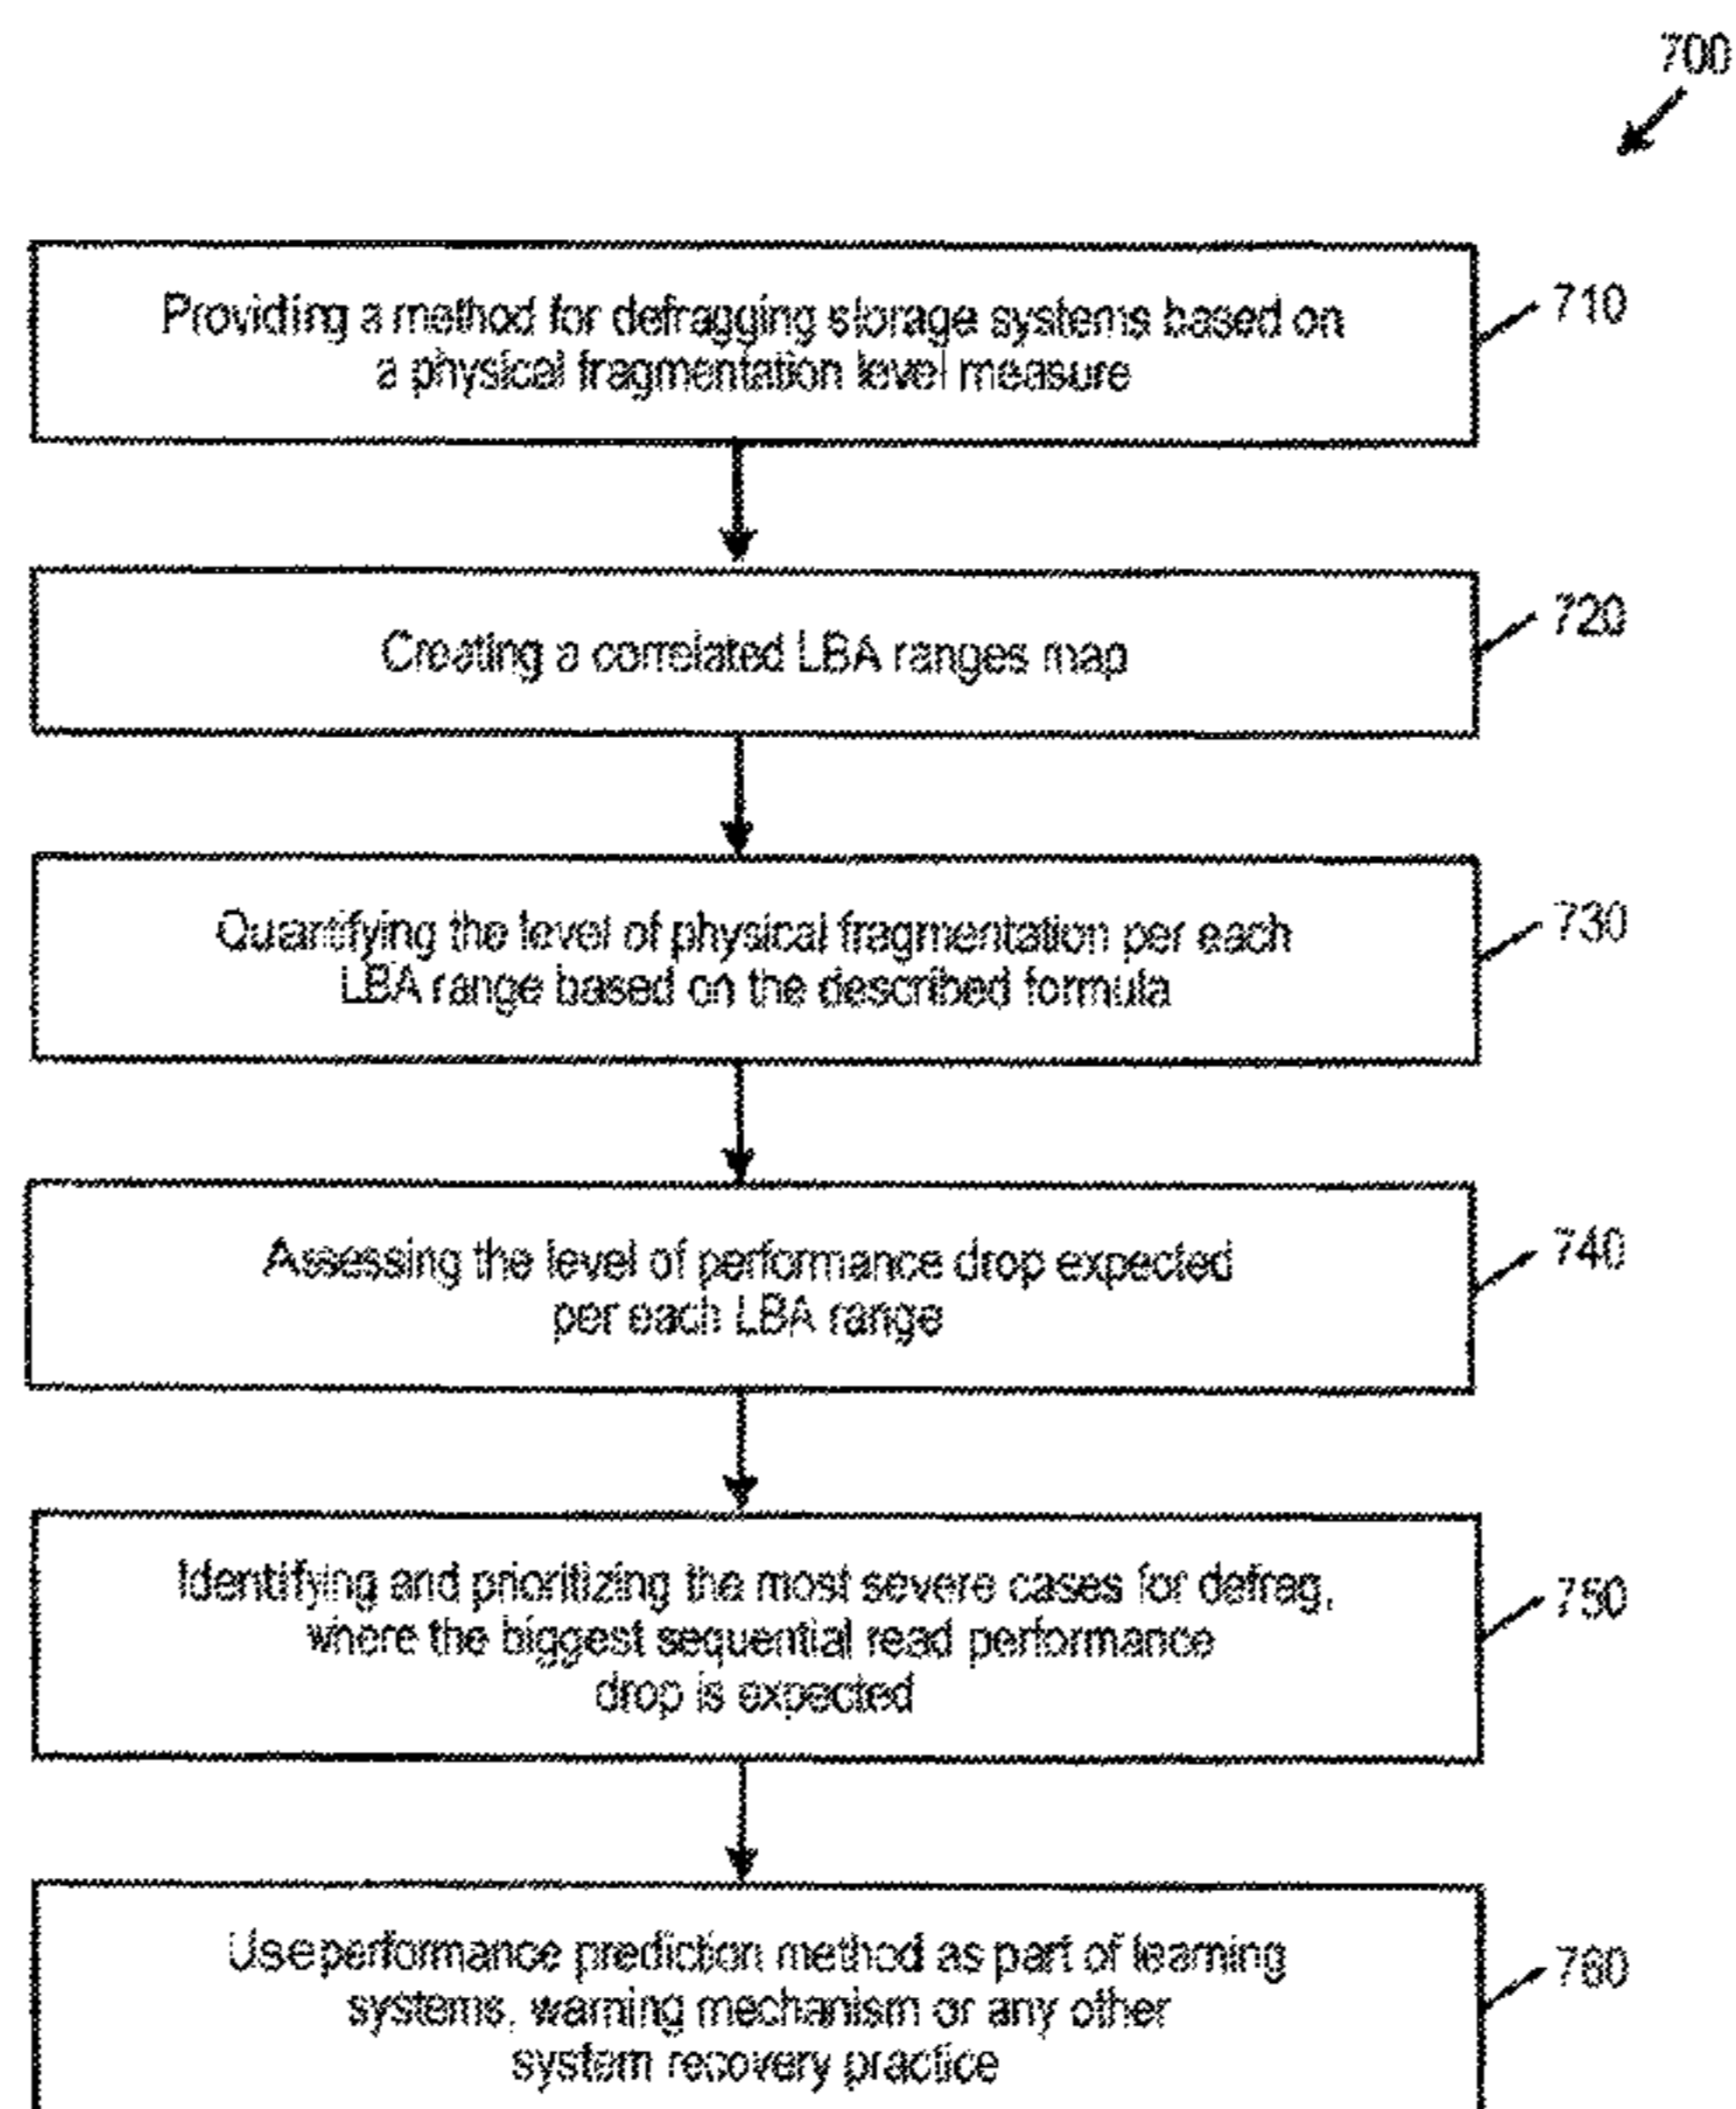 700
Providing a method for defragging storage systems based on
a physical fragmentation level measure
710
Creating a correlated LBA ranges map
720
Quantifying the level of physical fragmentation per each
LBA range based on the described formula
730
Assessing the level of performance drop expected
per each LBA range
740
Identifying and prioritizing the most severe cases for defrag,
where the biggest sequential read performance
drop is expected
750
Use performance prediction method as part of learning
systems, warning mechanism or any other
system recovery practice
760